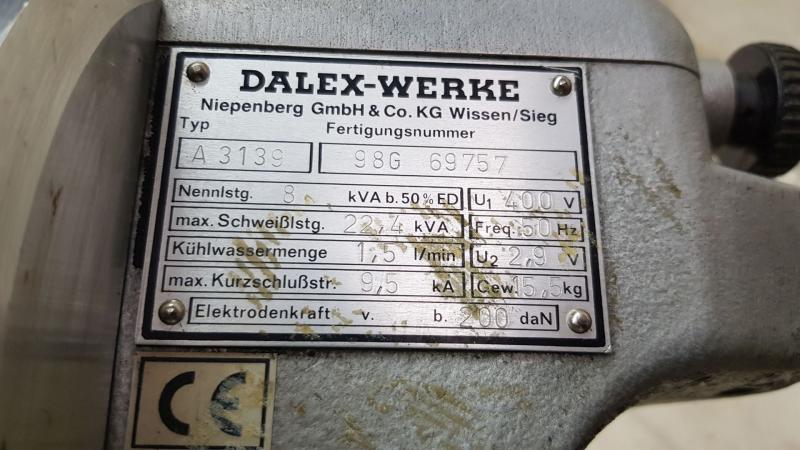 DALEX-WERKE
Niepenberg GmbH & Co. KG Wissen/Sieg
Typ Fertigungsnummer
A 3139 98G 69757
Nennlstg. 8 kVA b. 50% ED U1 400 V
max. Schweißlstg. 22,4 kVA Freq. 50 Hz
Kühlwassermenge 1,5 l/min U2 2,9 V
max. Kurzschlußstr. 9,5 kA Gew. 15,5 kg
Elektrodenkraft v. b. 200 daN
CE